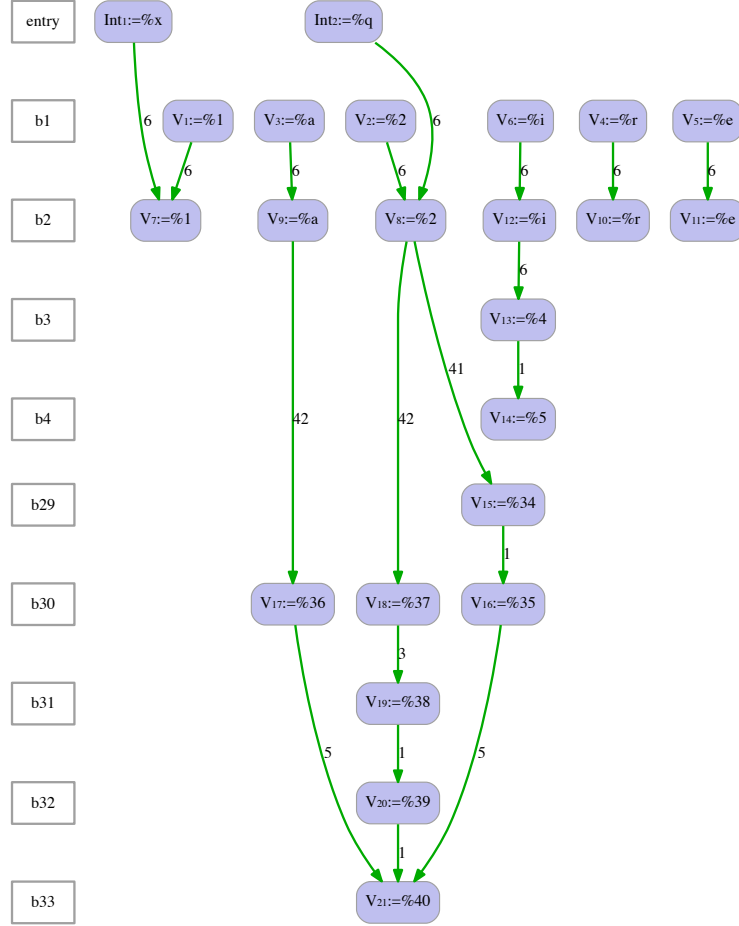 entry Int₁:=%x Int₂:=%q
6 6
b1 V₁:=%1 V₃:=%a V₂:=%2 V₆:=%i V₄:=%r V₅:=%e
6 6 6 6 6 6
b2 V₇:=%1 V₉:=%a V₈:=%2 V₁₂:=%i V₁₀:=%r V₁₁:=%e
6
b3 V₁₃:=%4
41 1
b4 42 42 V₁₄:=%5
b29 V₁₅:=%34
1
b30 V₁₇:=%36 V₁₈:=%37 V₁₆:=%35
3
b31 V₁₉:=%38
5 1 5
b32 V₂₀:=%39
1
b33 V₂₁:=%40